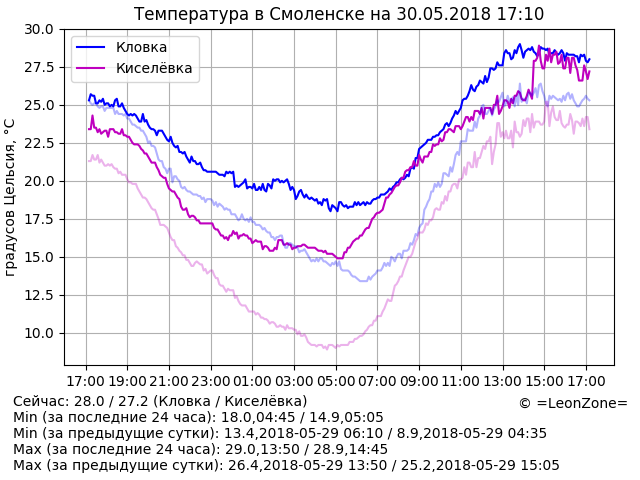 Температура в Смоленске на 30.05.2018 17:10
30.0
27.5
25.0
22.5
20.0
17.5
15.0
12.5
10.0
градусов Цельсия, °C
Кловка
Киселёвка
17:00 19:00 21:00 23:00 01:00 03:00 05:00 07:00 09:00 11:00 13:00 15:00 17:00
Сейчас: 28.0 / 27.2 (Кловка / Киселёвка)
© =LeonZone=
Min (за последние 24 часа): 18.0,04:45 / 14.9,05:05
Min (за предыдущие сутки): 13.4,2018-05-29 06:10 / 8.9,2018-05-29 04:35
Max (за последние 24 часа): 29.0,13:50 / 28.9,14:45
Max (за предыдущие сутки): 26.4,2018-05-29 13:50 / 25.2,2018-05-29 15:05